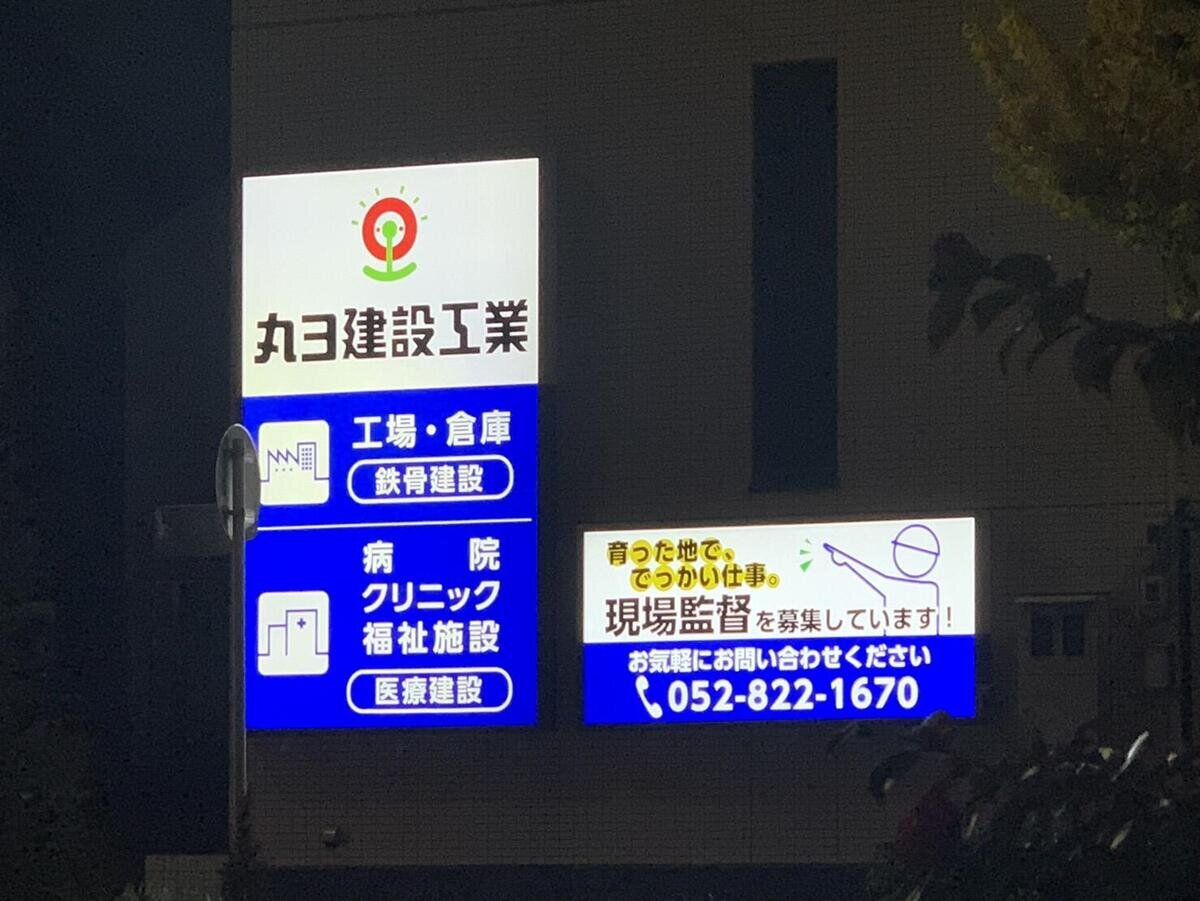 丸ヨ建設工業
工場・倉庫
鉄骨建設
病院
クリニック
福祉施設
医療建設
育った地で、
でっかい仕事。
現場監督を募集しています!
お気軽にお問い合わせください
052-822-1670